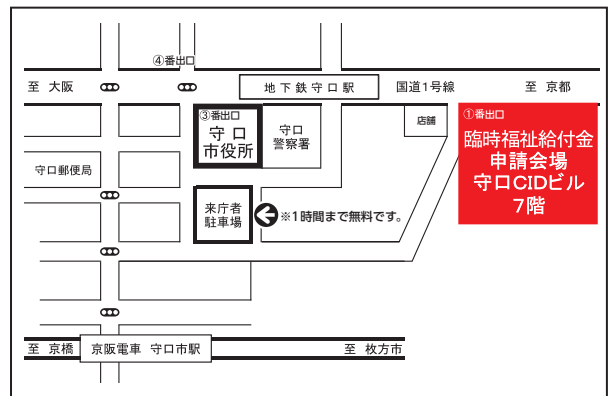 ④番出口
至 大阪
地下鉄守口駅
国道1号線
至 京都
③番出口
守口
市役所
守口
警察署
店舗
①番出口
臨時福祉給付金
申請会場
守口CIDビル
7階
守口郵便局
来庁者
駐車場
※1時間まで無料です。
至 京橋
京阪電車 守口市駅
至 枚方市